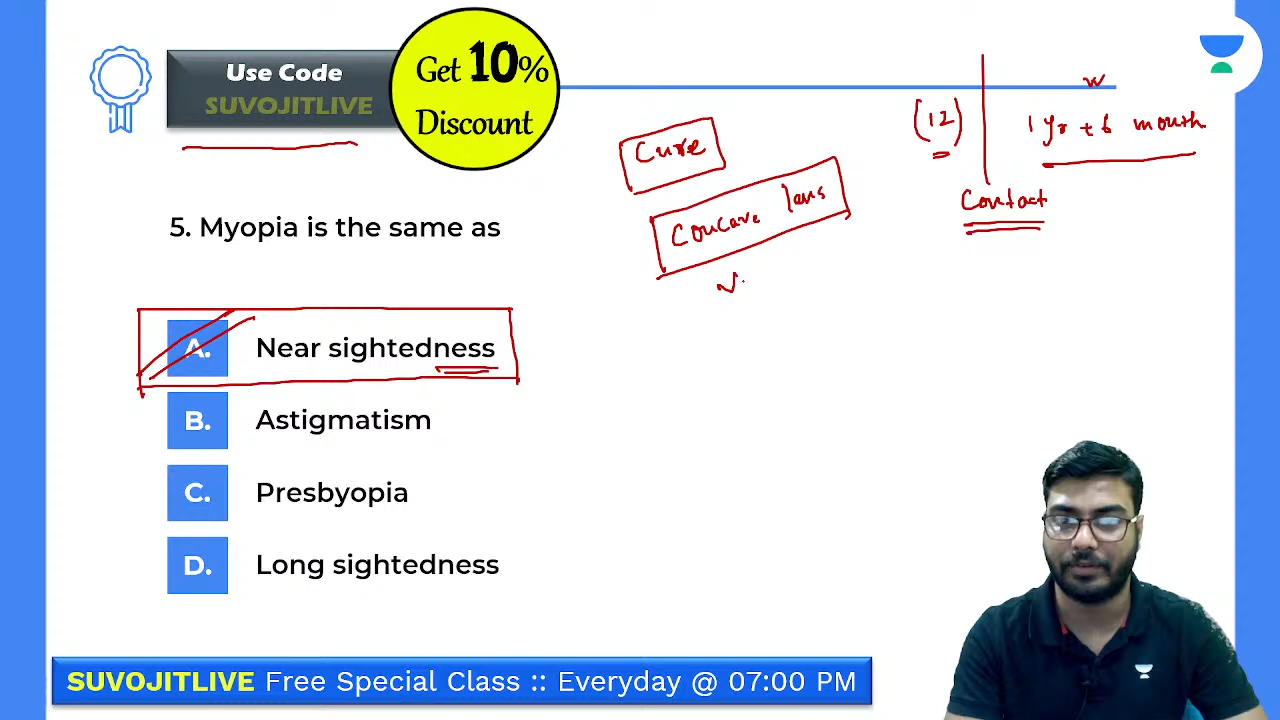 Use Code
SUVOJITLIVE
Get 10%
Discount
5. Myopia is the same as
A. Near sightedness
B. Astigmatism
C. Presbyopia
D. Long sightedness
Cure
Concave lens
(12)
1 yr + 6 month
Contact
SUVOJITLIVE Free Special Class :: Everyday @ 07:00 PM